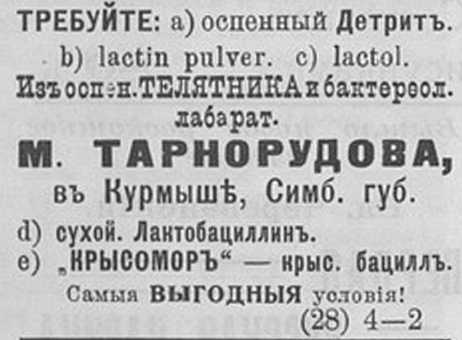 ТРЕБУЙТЕ: a) оспенный Детритъ.
b) lactin pulver. c) lactol.
Изъ оспен. ТЕЛЯТНИКА и бактереол.
лабарат.
М. ТАРНОРУДОВА,
въ Курмышѣ, Симб. губ.
d) сухой. Лактобациллин.
e) „КРЫСОМОРЪ“ — крыс. бациллъ.
Самыя ВЫГОДНЫЯ условія!
(28) 4—2